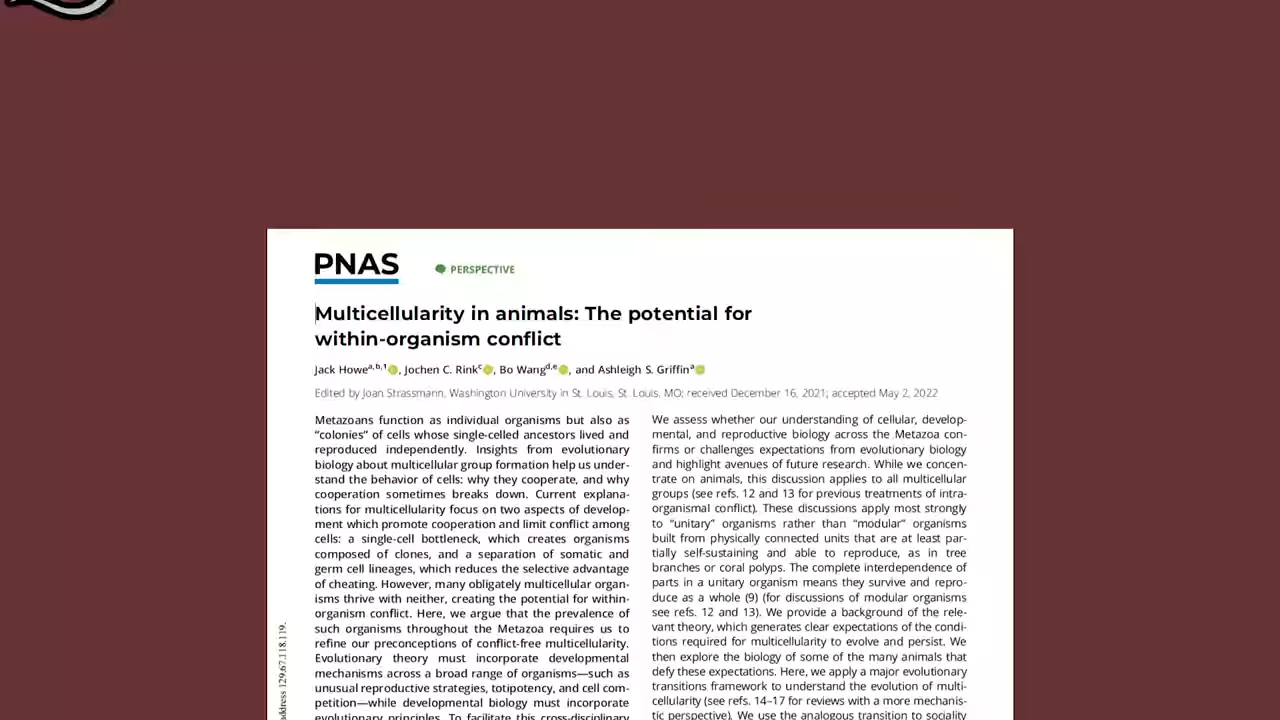 PNAS
PERSPECTIVE
Multicellularity in animals: The potential for
within-organism conflict
Jack Howea,b,1, Jochen C. Rinkc, Bo Wangd,e, and Ashleigh S. Griffina
Edited by Joan Strassmann, Washington University in St. Louis, St. Louis, MO; received December 16, 2021; accepted May 2, 2022
Metazoans function as individual organisms but also as
“colonies” of cells whose single-celled ancestors lived and
reproduced independently. Insights from evolutionary
biology about multicellular group formation help us under-
stand the behavior of cells: why they cooperate, and why
cooperation sometimes breaks down. Current explana-
tions for multicellularity focus on two aspects of develop-
ment which promote cooperation and limit conflict among
cells: a single-cell bottleneck, which creates organisms
composed of clones, and a separation of somatic and
germ cell lineages, which reduces the selective advantage
of cheating. However, many obligately multicellular organ-
isms thrive with neither, creating the potential for within-
organism conflict. Here, we argue that the prevalence of
such organisms throughout the Metazoa requires us to
refine our preconceptions of conflict-free multicellularity.
Evolutionary theory must incorporate developmental
mechanisms across a broad range of organisms—such as
unusual reproductive strategies, totipotency, and cell com-
petition—while developmental biology must incorporate
evolutionary principles. To facilitate this cross-disciplinary
We assess whether our understanding of cellular, develop-
mental, and reproductive biology across the Metazoa con-
firms or challenges expectations from evolutionary biology
and highlight avenues of future research. While we concen-
trate on animals, this discussion applies to all multicellular
groups (see refs. 12 and 13 for previous treatments of intra-
organismal conflict). These discussions apply most strongly
to “unitary” organisms rather than “modular” organisms
built from physically connected units that are at least par-
tially self-sustaining and able to reproduce, as in tree
branches or coral polyps. The complete interdependence of
parts in a unitary organism means they survive and repro-
duce as a whole (9) (for discussions of modular organisms
see refs. 12 and 13). We provide a background of the rele-
vant theory, which generates clear expectations of the condi-
tions required for multicellularity to evolve and persist. We
then explore the biology of some of the many animals that
defy these expectations. Here, we apply a major evolutionary
transitions framework to understand the evolution of multi-
cellularity (see refs. 14–17 for reviews with a more mechanis-
tic perspective). We use the analogous transition to sociality
address 129.67.118.119.